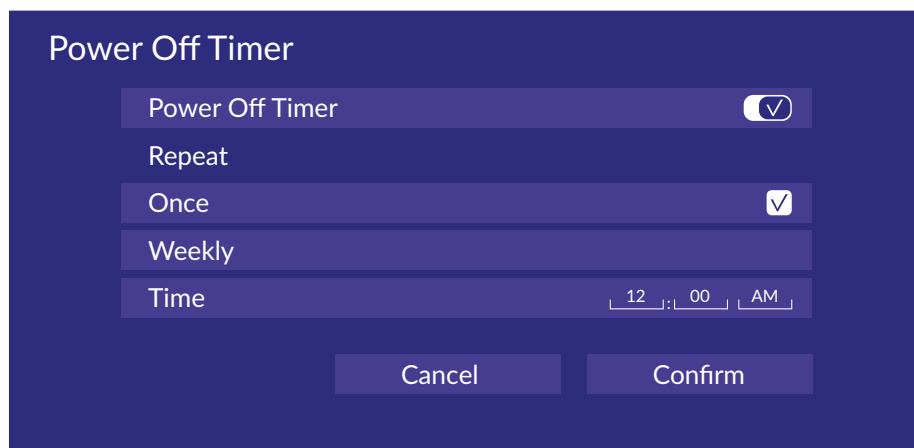 Power Off Timer
Power Off Timer
Repeat
Once
Weekly
Time 12 : 00 AM
Cancel Confirm